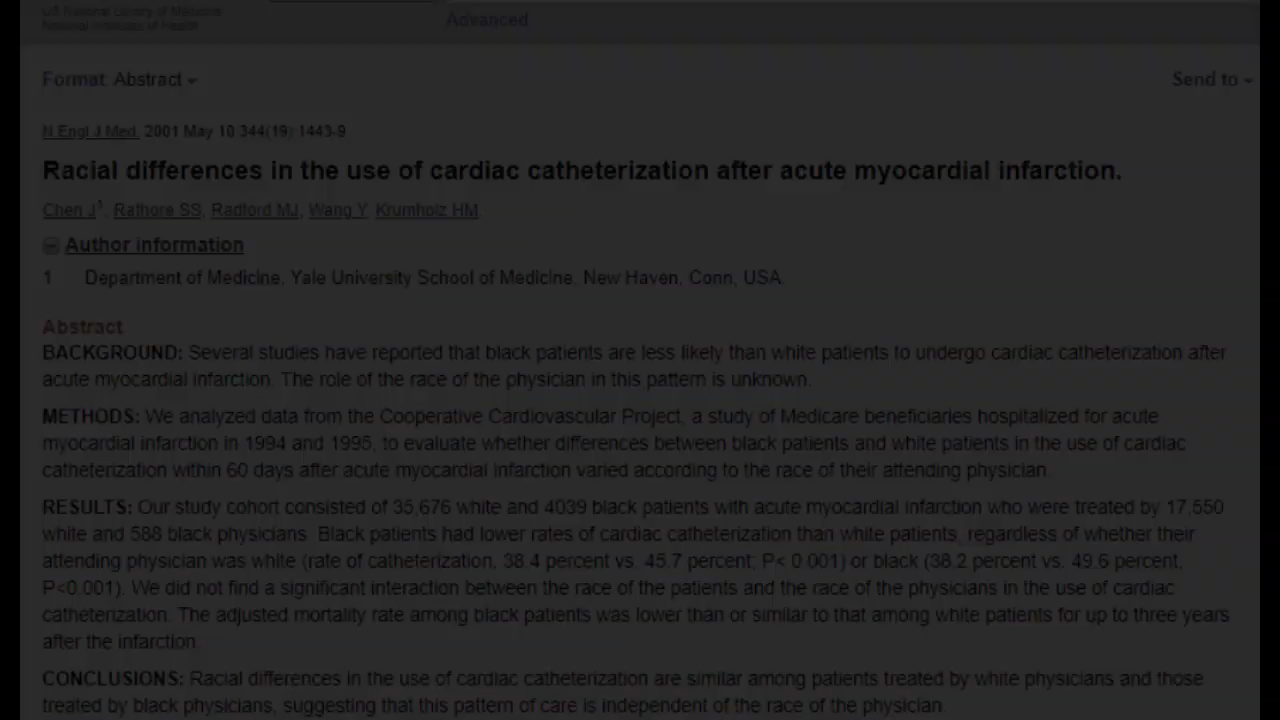 US National Library of Medicine
National Institutes of Health
Advanced
Format: Abstract
Send to
N Engl J Med. 2001 May 10;344(19):1443-9
Racial differences in the use of cardiac catheterization after acute myocardial infarction.
Chen J1, Rathore SS, Radford MJ, Wang Y, Krumholz HM
Author information
1 Department of Medicine, Yale University School of Medicine, New Haven, Conn, USA
Abstract
BACKGROUND: Several studies have reported that black patients are less likely than white patients to undergo cardiac catheterization after
acute myocardial infarction. The role of the race of the physician in this pattern is unknown.
METHODS: We analyzed data from the Cooperative Cardiovascular Project, a study of Medicare beneficiaries hospitalized for acute
myocardial infarction in 1994 and 1995, to evaluate whether differences between black patients and white patients in the use of cardiac
catheterization within 60 days after acute myocardial infarction varied according to the race of their attending physician.
RESULTS: Our study cohort consisted of 35,676 white and 4039 black patients with acute myocardial infarction who were treated by 17,550
white and 588 black physicians. Black patients had lower rates of cardiac catheterization than white patients, regardless of whether their
attending physician was white (rate of catheterization, 38.4 percent vs. 45.7 percent; P< 0.001) or black (38.2 percent vs. 49.6 percent,
P<0.001). We did not find a significant interaction between the race of the patients and the race of the physicians in the use of cardiac
catheterization. The adjusted mortality rate among black patients was lower than or similar to that among white patients for up to three years
after the infarction.
CONCLUSIONS: Racial differences in the use of cardiac catheterization are similar among patients treated by white physicians and those
treated by black physicians, suggesting that this pattern of care is independent of the race of the physician.